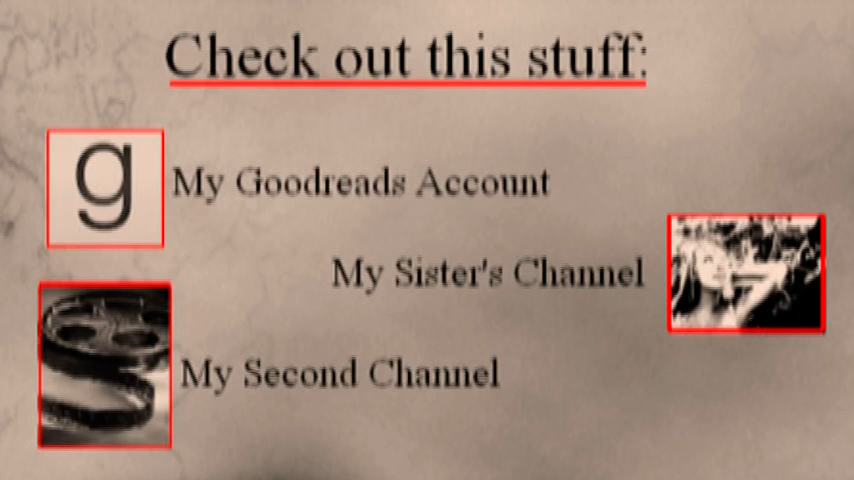 Check out this stuff:
g
My Goodreads Account
My Sister's Channel
My Second Channel